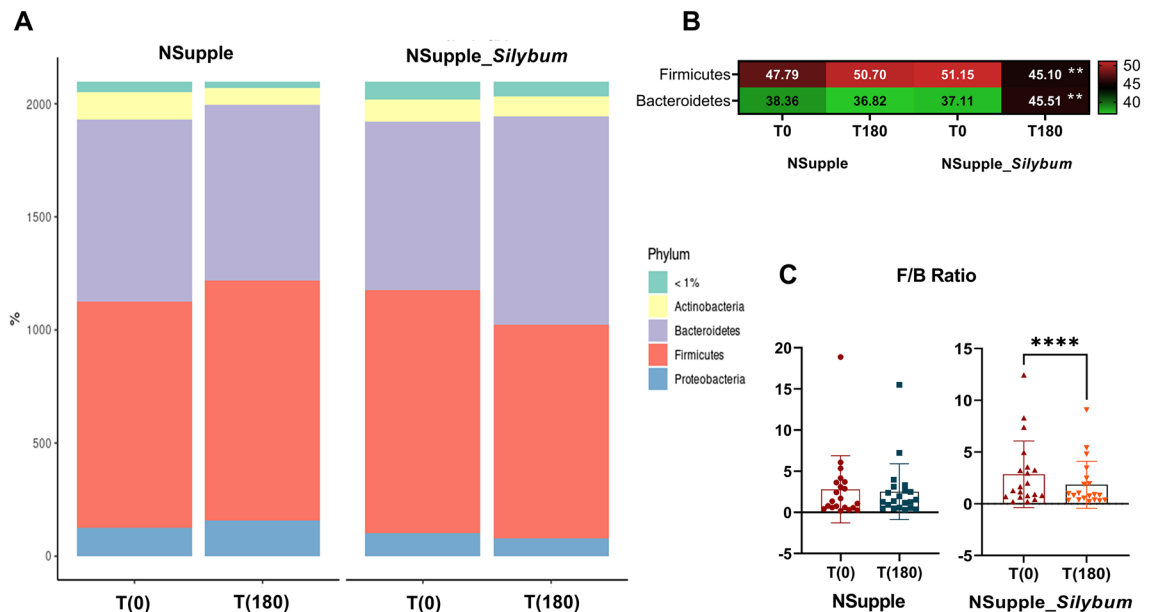 A
NSupple
NSupple_Silybum
%
2000
1500
1000
500
0
T(0)
T(180)
T(0)
T(180)
Phylum
< 1%
Actinobacteria
Bacteroidetes
Firmicutes
Proteobacteria
B
Firmicutes 47.79 50.70 51.15 45.10 **
Bacteroidetes 38.36 36.82 37.11 45.51 **
50
45
40
T0 T180 T0 T180
NSupple NSupple_Silybum
C
F/B Ratio
20
15
10
5
0
-5
T(0) T(180)
NSupple
****
15
10
5
0
-5
T(0) T(180)
NSupple_Silybum